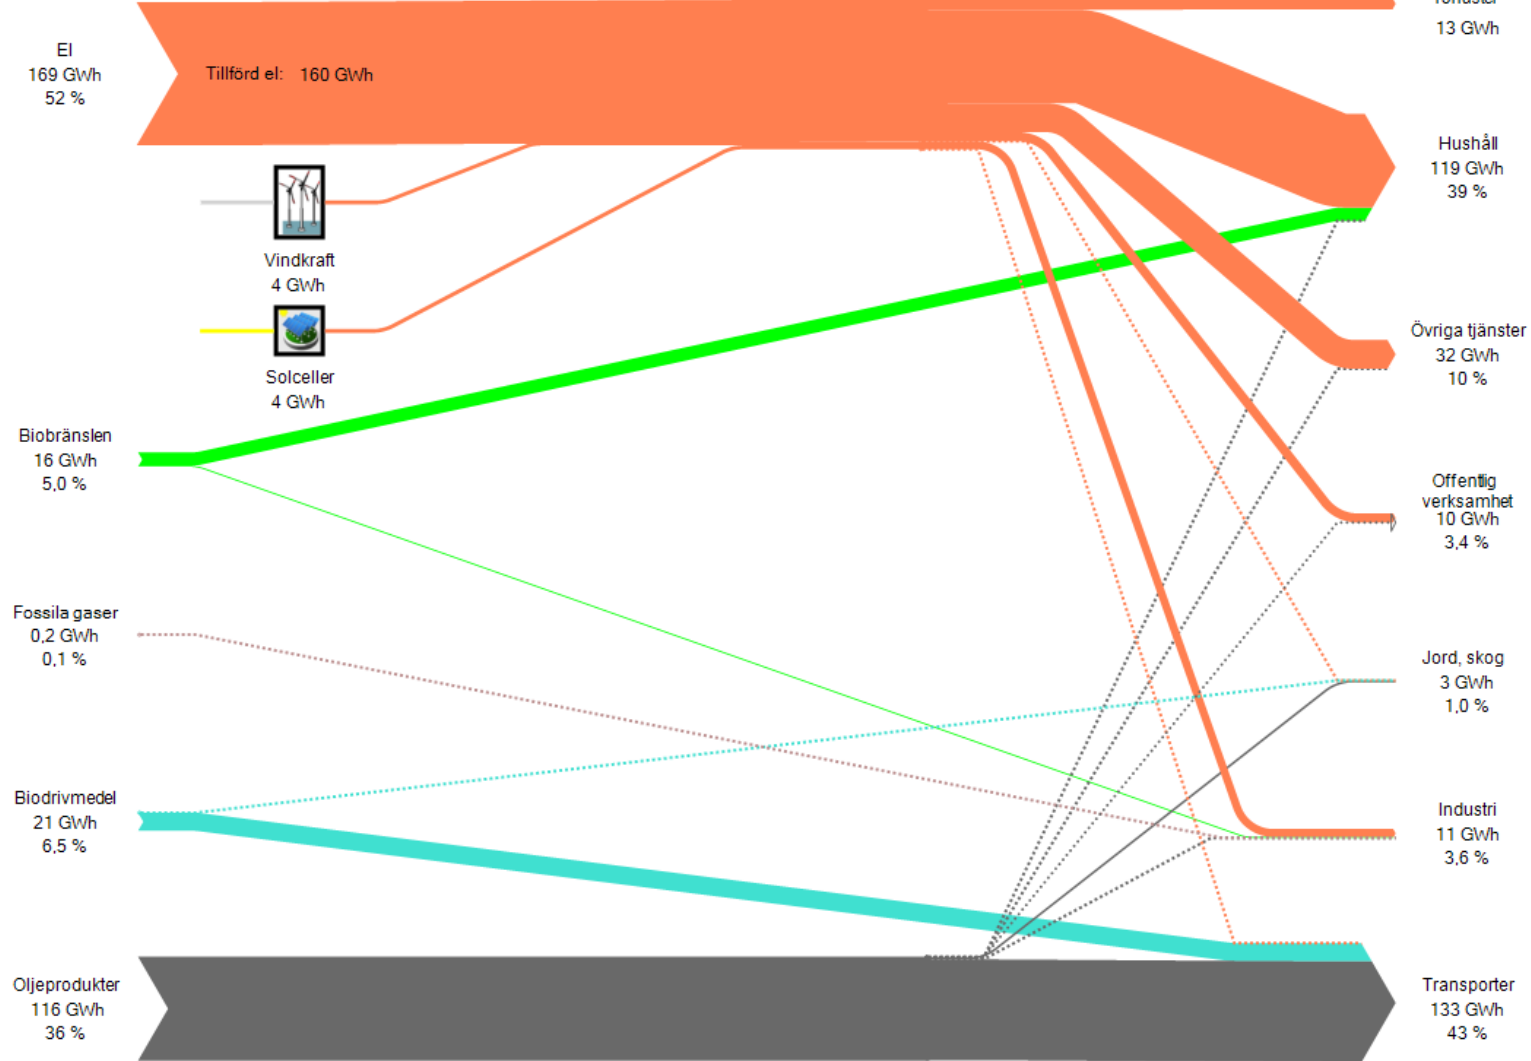 13 GWh
El
169 GWh
52 %
Tillförd el: 160 GWh
Hushåll
119 GWh
39 %
Vindkraft
4 GWh
Övriga tjänster
32 GWh
10 %
Solceller
4 GWh
Biobränslen
16 GWh
5,0 %
Offentlig
verksamhet
10 GWh
3,4 %
Fossila gaser
0,2 GWh
0,1 %
Jord, skog
3 GWh
1,0 %
Biodrivmedel
21 GWh
6,5 %
Industri
11 GWh
3,6 %
Oljeprodukter
116 GWh
36 %
Transporter
133 GWh
43 %